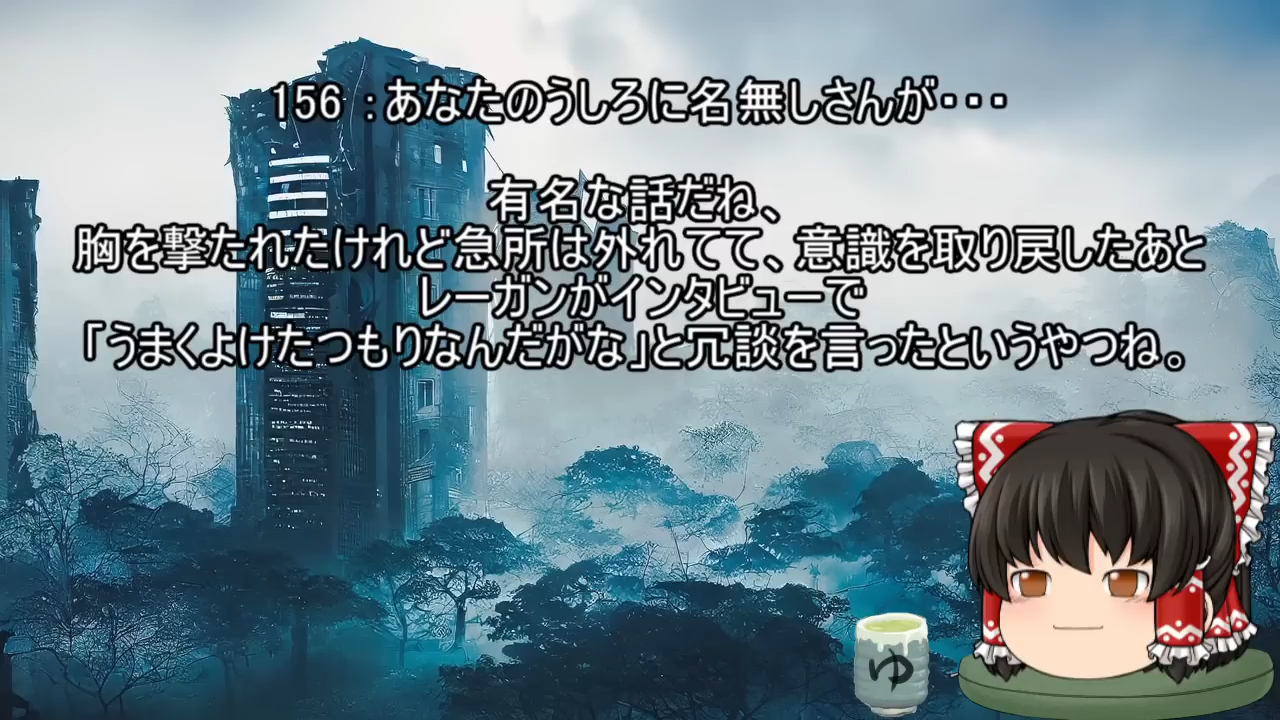 156 :あなたのうしろに名無しさんが・・・
有名な話だね、
胸を撃たれたけれど急所は外れてて、意識を取り戻したあと
レーガンがインタビューで
「うまくよけたつもりなんだがな」と冗談を言ったというやつね。
ゆ